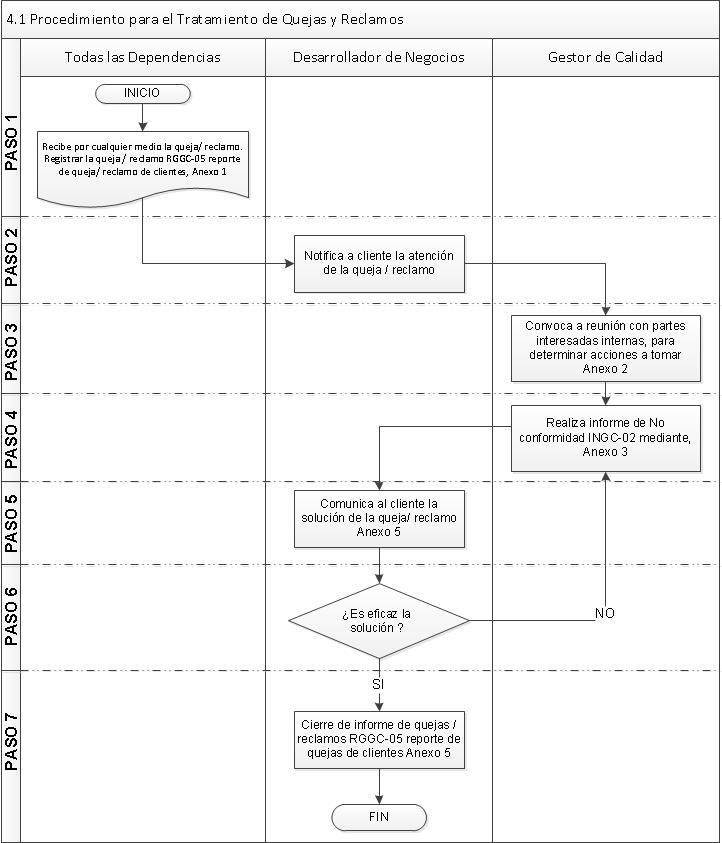 4.1 Procedimiento para el Tratamiento de Quejas y Reclamos
Todas las Dependencias
Desarrollador de Negocios
Gestor de Calidad
PASO 1
INICIO
Recibe por cualquier medio la queja/ reclamo.
Registrar la queja / reclamo RGGC-05 reporte
de queja/ reclamo de clientes, Anexo 1
PASO 2
Notifica a cliente la atención
de la queja / reclamo
PASO 3
Convoca a reunión con partes
interesadas internas, para
determinar acciones a tomar
Anexo 2
PASO 4
Realiza informe de No
conformidad INGC-02 mediante,
Anexo 3
PASO 5
Comunica al cliente la
solución de la queja/ reclamo
Anexo 5
PASO 6
¿Es eficaz la
solución ?
NO
SI
PASO 7
Cierre de informe de quejas /
reclamos RGGC-05 reporte de
quejas de clientes Anexo 5
FIN